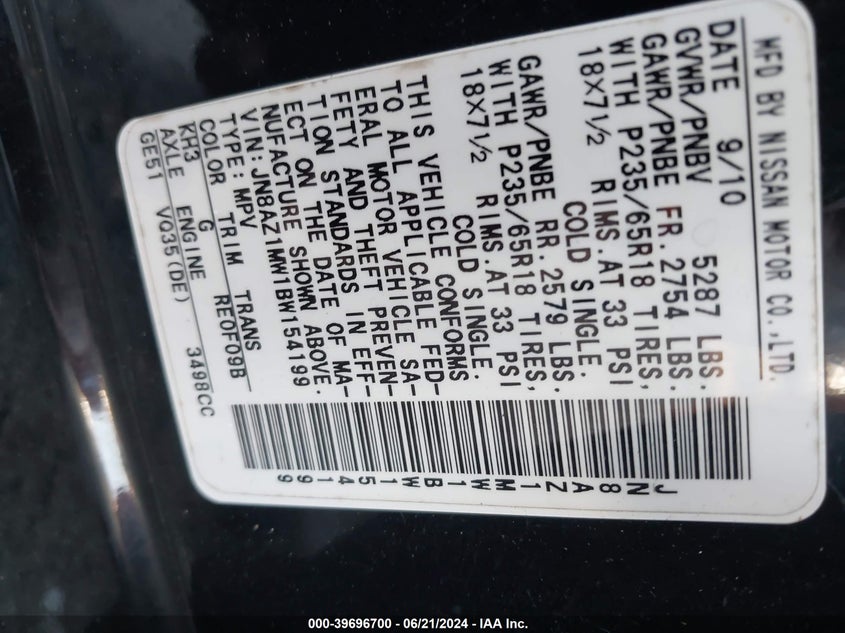 MFD BY NISSAN MOTOR CO.,LTD.
DATE 9/10
GVWR/PNBV 5287 LBS.
GAWR/PNBE FR. 2754 LBS.
WITH P235/65R18 TIRES,
18×7½ RIMS.AT 33 PSI
COLD SINGLE.
GAWR/PNBE RR. 2579 LBS.
WITH P235/65R18 TIRES,
18×7½ RIMS.AT 33 PSI
COLD SINGLE.
THIS VEHICLE CONFORMS
TO ALL APPLICABLE FED-
ERAL MOTOR VEHICLE SA-
FETY AND THEFT PREVEN-
TION STANDARDS IN EFF-
ECT ON THE DATE OF MA-
NUFACTURE SHOWN ABOVE.
VIN:JN8AZ1MW1BW154199
TYPE:MPV
COLOR TRIM TRANS
KH3 G RE0F09B
AXLE ENGINE
GE51 VQ35(DE) 3498CC
JN8AZ1MW1BW154199
000-39696700 - 06/21/2024 - IAA Inc.